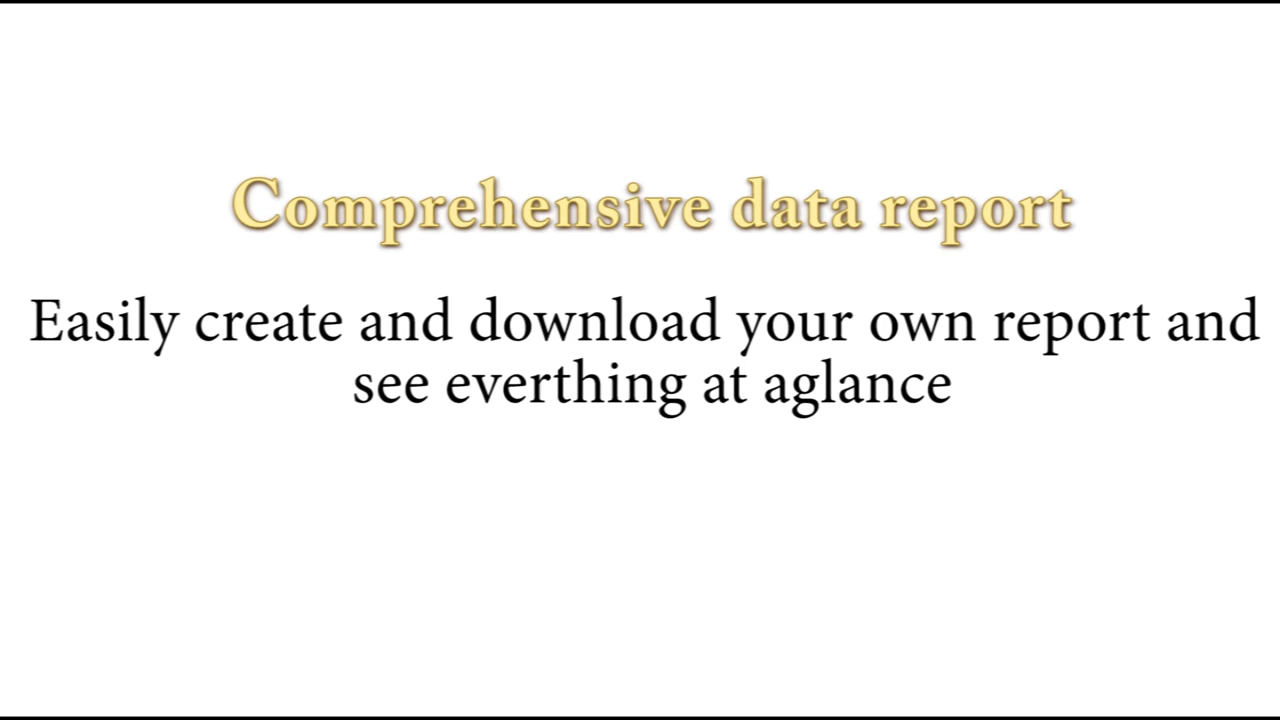 Comprehensive data report
Easily create and download your own report and
see everthing at aglance